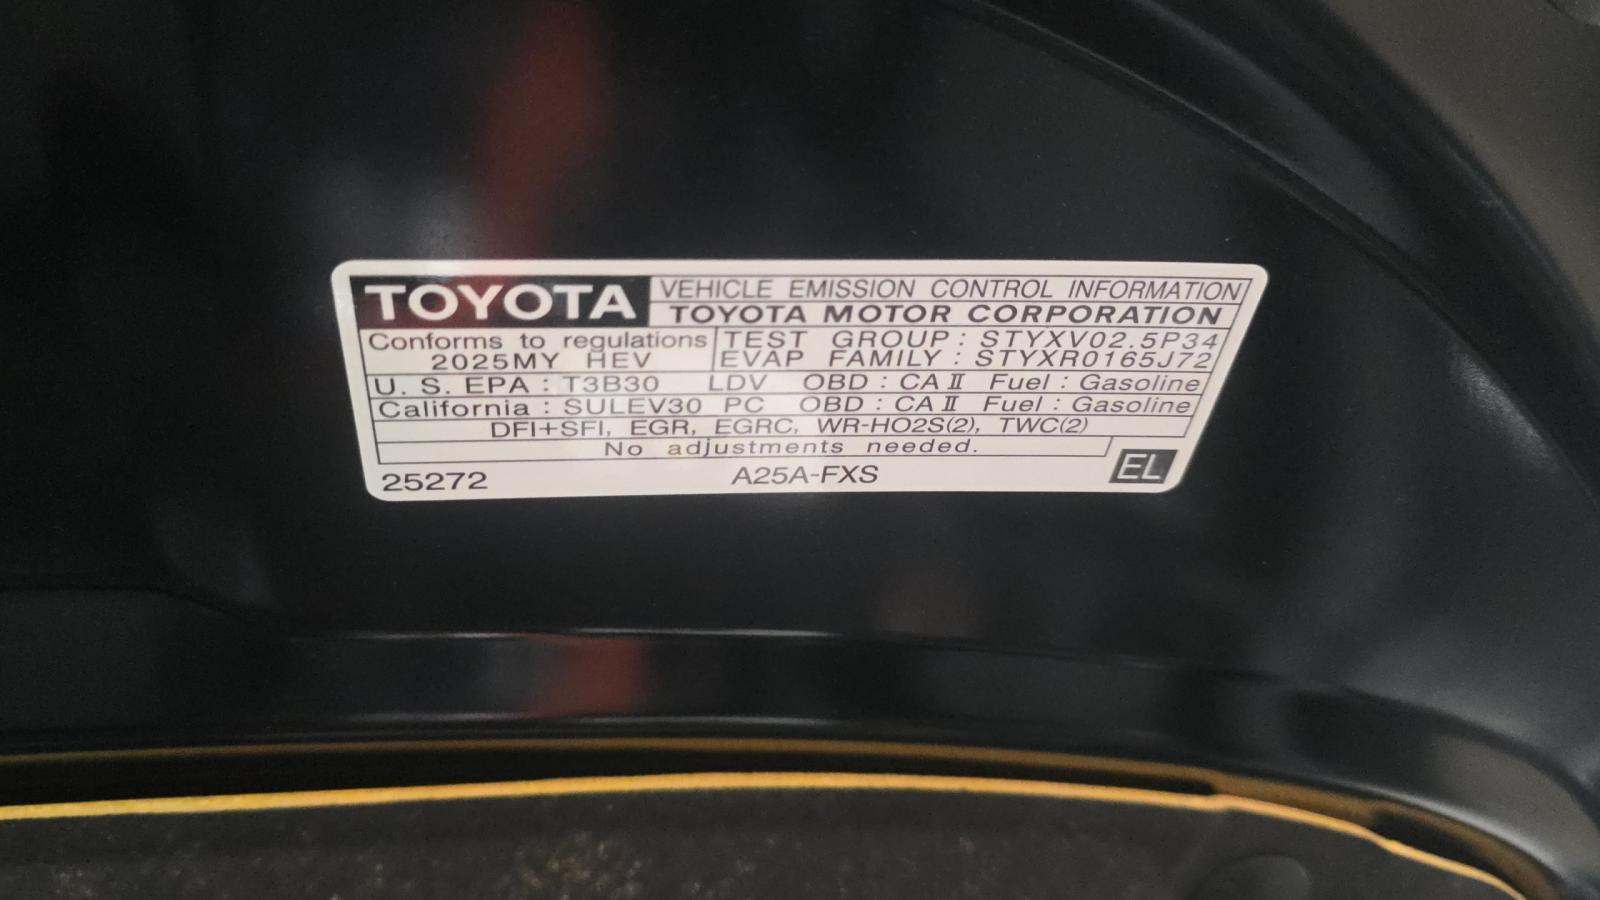 TOYOTA VEHICLE EMISSION CONTROL INFORMATION
TOYOTA MOTOR CORPORATION
Conforms to regulations TEST GROUP : STYXV02.5P34
2025MY HEV EVAP FAMILY : STYXR0165J72
U. S. EPA : T3B30 LDV OBD : CA II Fuel : Gasoline
California : SULEV30 PC OBD : CA II Fuel : Gasoline
DFI+SFI, EGR, EGRC, WR-HO2S(2), TWC(2)
No adjustments needed.
25272 A25A-FXS EL